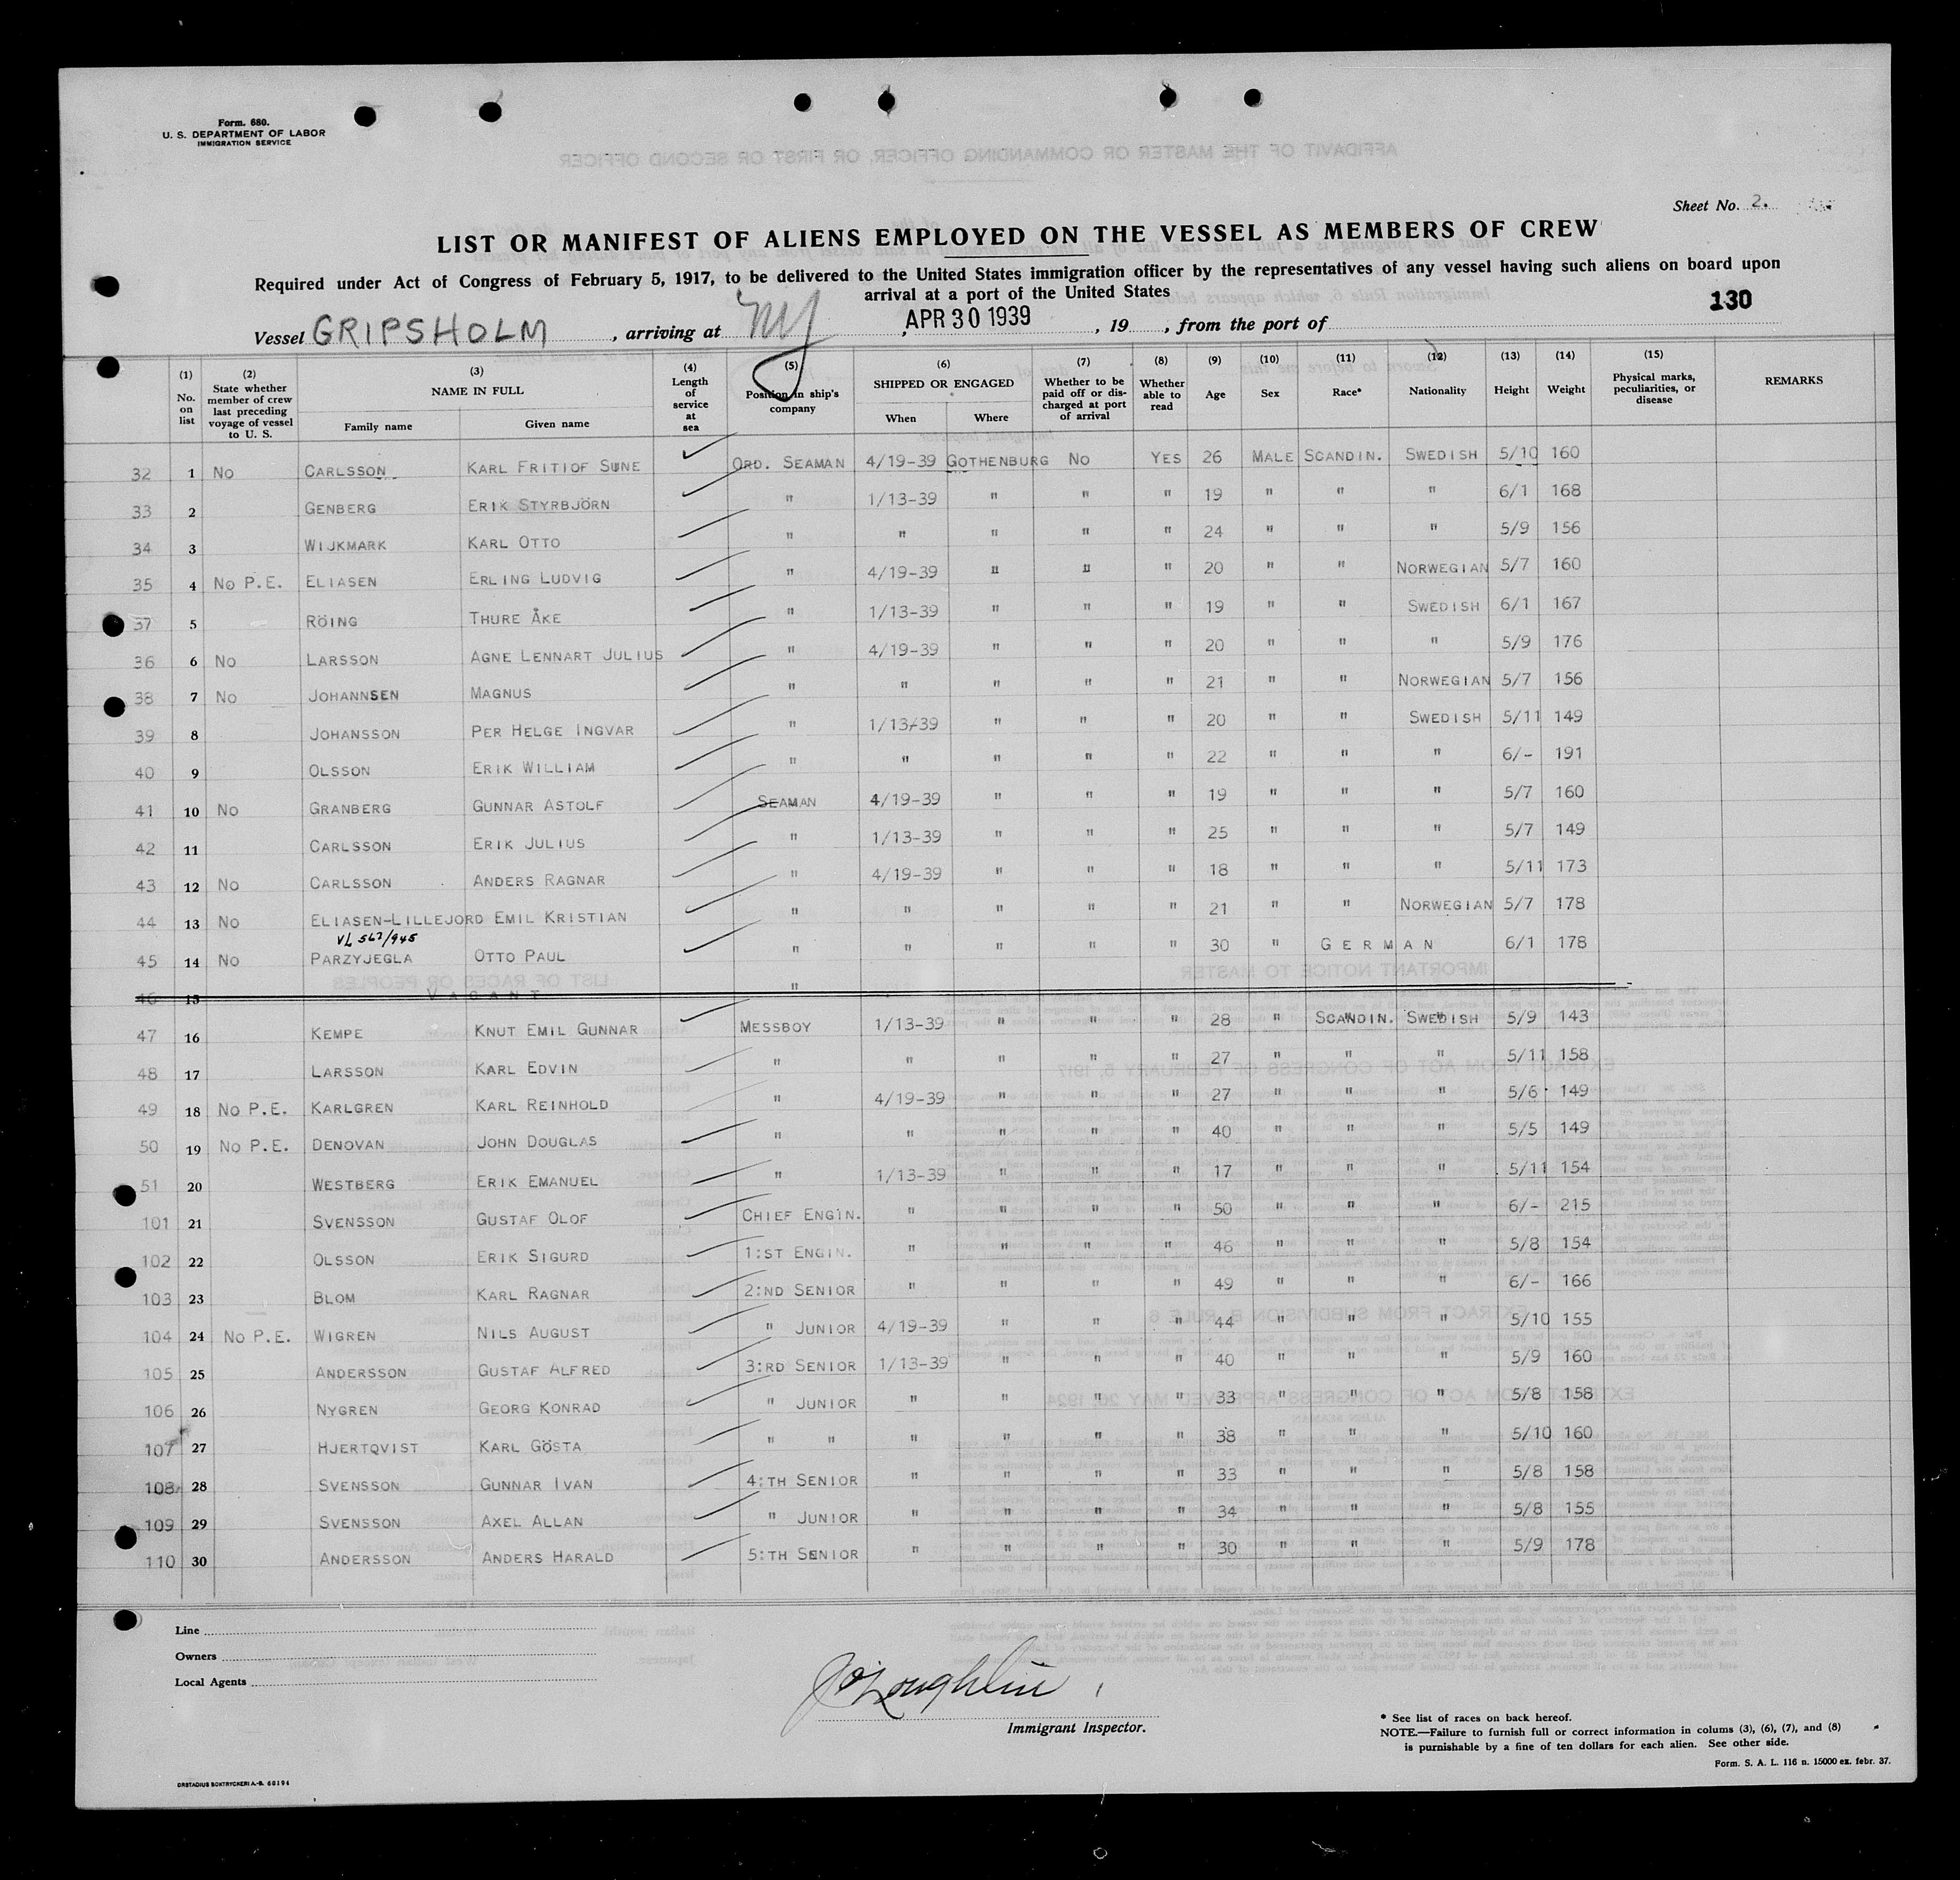 Form. 680.
U. S. DEPARTMENT OF LABOR
IMMIGRATION SERVICE
AFFIDAVIT OF THE MASTER OR COMMANDING OFFICER, OR FIRST OR SECOND OFFICER
Sheet No. 2.
LIST OR MANIFEST OF ALIENS EMPLOYED ON THE VESSEL AS MEMBERS OF CREW
Required under Act of Congress of February 5, 1917, to be delivered to the United States immigration officer by the representatives of any vessel having such aliens on board upon
arrival at a port of the United States
130
Vessel GRIPSHOLM, arriving at NY, APR 30 1939, 19, from the port of
(1) No. on list (2) State whether member of crew last preceding voyage of vessel to U. S. (3) NAME IN FULL Family name Given name (4) Length of service at sea (5) Position in ship's company (6) SHIPPED OR ENGAGED When Where (7) Whether to be paid off or discharged at port of arrival (8) Whether able to read (9) Age (10) Sex (11) Race* (12) Nationality (13) Height (14) Weight (15) Physical marks, peculiarities, or disease REMARKS
32 1 No CARLSSON KARL FRITIOF SUNE ORD. SEAMAN 4/19-39 GOTHENBURG No YES 26 MALE SCANDIN. SWEDISH 5/10 160
33 2 GENBERG ERIK STYRBJÖRN " 1/13-39 " " " 19 " " " 6/1 168
34 3 WIJKMARK KARL OTTO " " " " " 24 " " " 5/9 156
35 4 No P.E. ELIASEN ERLING LUDVIG " 4/19-39 " " " 20 " " NORWEGIAN 5/7 160
37 5 RÖING THURE ÅKE " 1/13-39 " " " 19 " " SWEDISH 6/1 167
36 6 No LARSSON AGNE LENNART JULIUS " 4/19-39 " " " 20 " " " 5/9 176
38 7 No JOHANNSEN MAGNUS " " " " " 21 " " NORWEGIAN 5/7 156
39 8 JOHANSSON PER HELGE INGVAR " 1/13-39 " " " 20 " " SWEDISH 5/11 149
40 9 OLSSON ERIK WILLIAM " " " " " 22 " " " 6/- 191
41 10 No GRANBERG GUNNAR ASTOLF SEAMAN 4/19-39 " " " 19 " " " 5/7 160
42 11 CARLSSON ERIK JULIUS " 1/13-39 " " " 25 " " " 5/7 149
43 12 No CARLSSON ANDERS RAGNAR " 4/19-39 " " " 18 " " " 5/11 173
44 13 No ELIASEN-LILLEJORD EMIL KRISTIAN " " " " " 21 " " NORWEGIAN 5/7 178
VL 567/945
45 14 No PARZYJEGLA OTTO PAUL " " " " " 30 " GERMAN 6/1 178
46 15 VACANT "
47 16 KEMPE KNUT EMIL GUNNAR MESSBOY 1/13-39 " " " 28 " SCANDIN. SWEDISH 5/9 143
48 17 LARSSON KARL EDVIN " " " " " 27 " " " 5/11 158
49 18 No P.E. KARLGREN KARL REINHOLD " 4/19-39 " " " 27 " " " 5/6 149
50 19 No P.E. DENOVAN JOHN DOUGLAS " " " " " 40 " " " 5/5 149
51 20 WESTBERG ERIK EMANUEL " 1/13-39 " " " 17 " " " 5/11 154
101 21 SVENSSON GUSTAF OLOF CHIEF ENGIN. " " " " 50 " " " 6/- 215
102 22 OLSSON ERIK SIGURD 1:ST ENGIN. " " " " 46 " " " 5/8 154
103 23 BLOM KARL RAGNAR 2:ND SENIOR " " " " 49 " " " 6/- 166
104 24 No P.E. WIGREN NILS AUGUST " JUNIOR 4/19-39 " " " 44 " " " 5/10 155
105 25 ANDERSSON GUSTAF ALFRED 3:RD SENIOR 1/13-39 " " " 40 " " " 5/9 160
106 26 NYGREN GEORG KONRAD " JUNIOR " " " " 33 " " " 5/8 158
107 27 HJERTQVIST KARL GÖSTA " " " " " " 38 " " " 5/10 160
108 28 SVENSSON GUNNAR IVAN 4:TH SENIOR " " " " 33 " " " 5/8 158
109 29 SVENSSON AXEL ALLAN " JUNIOR " " " " 34 " " " 5/8 155
110 30 ANDERSSON ANDERS HARALD 5:TH SENIOR " " " " 30 " " " 5/9 178
Line
Owners
Local Agents
J O'Loughlin
Immigrant Inspector.
* See list of races on back hereof.
NOTE.—Failure to furnish full or correct information in colums (3), (6), (7), and (8)
is punishable by a fine of ten dollars for each alien. See other side.
Form. S. A. L. 116 n. 15000 ex. febr. 37.
ORSTADIUS BOKTRYCKERI A.-B. 60194